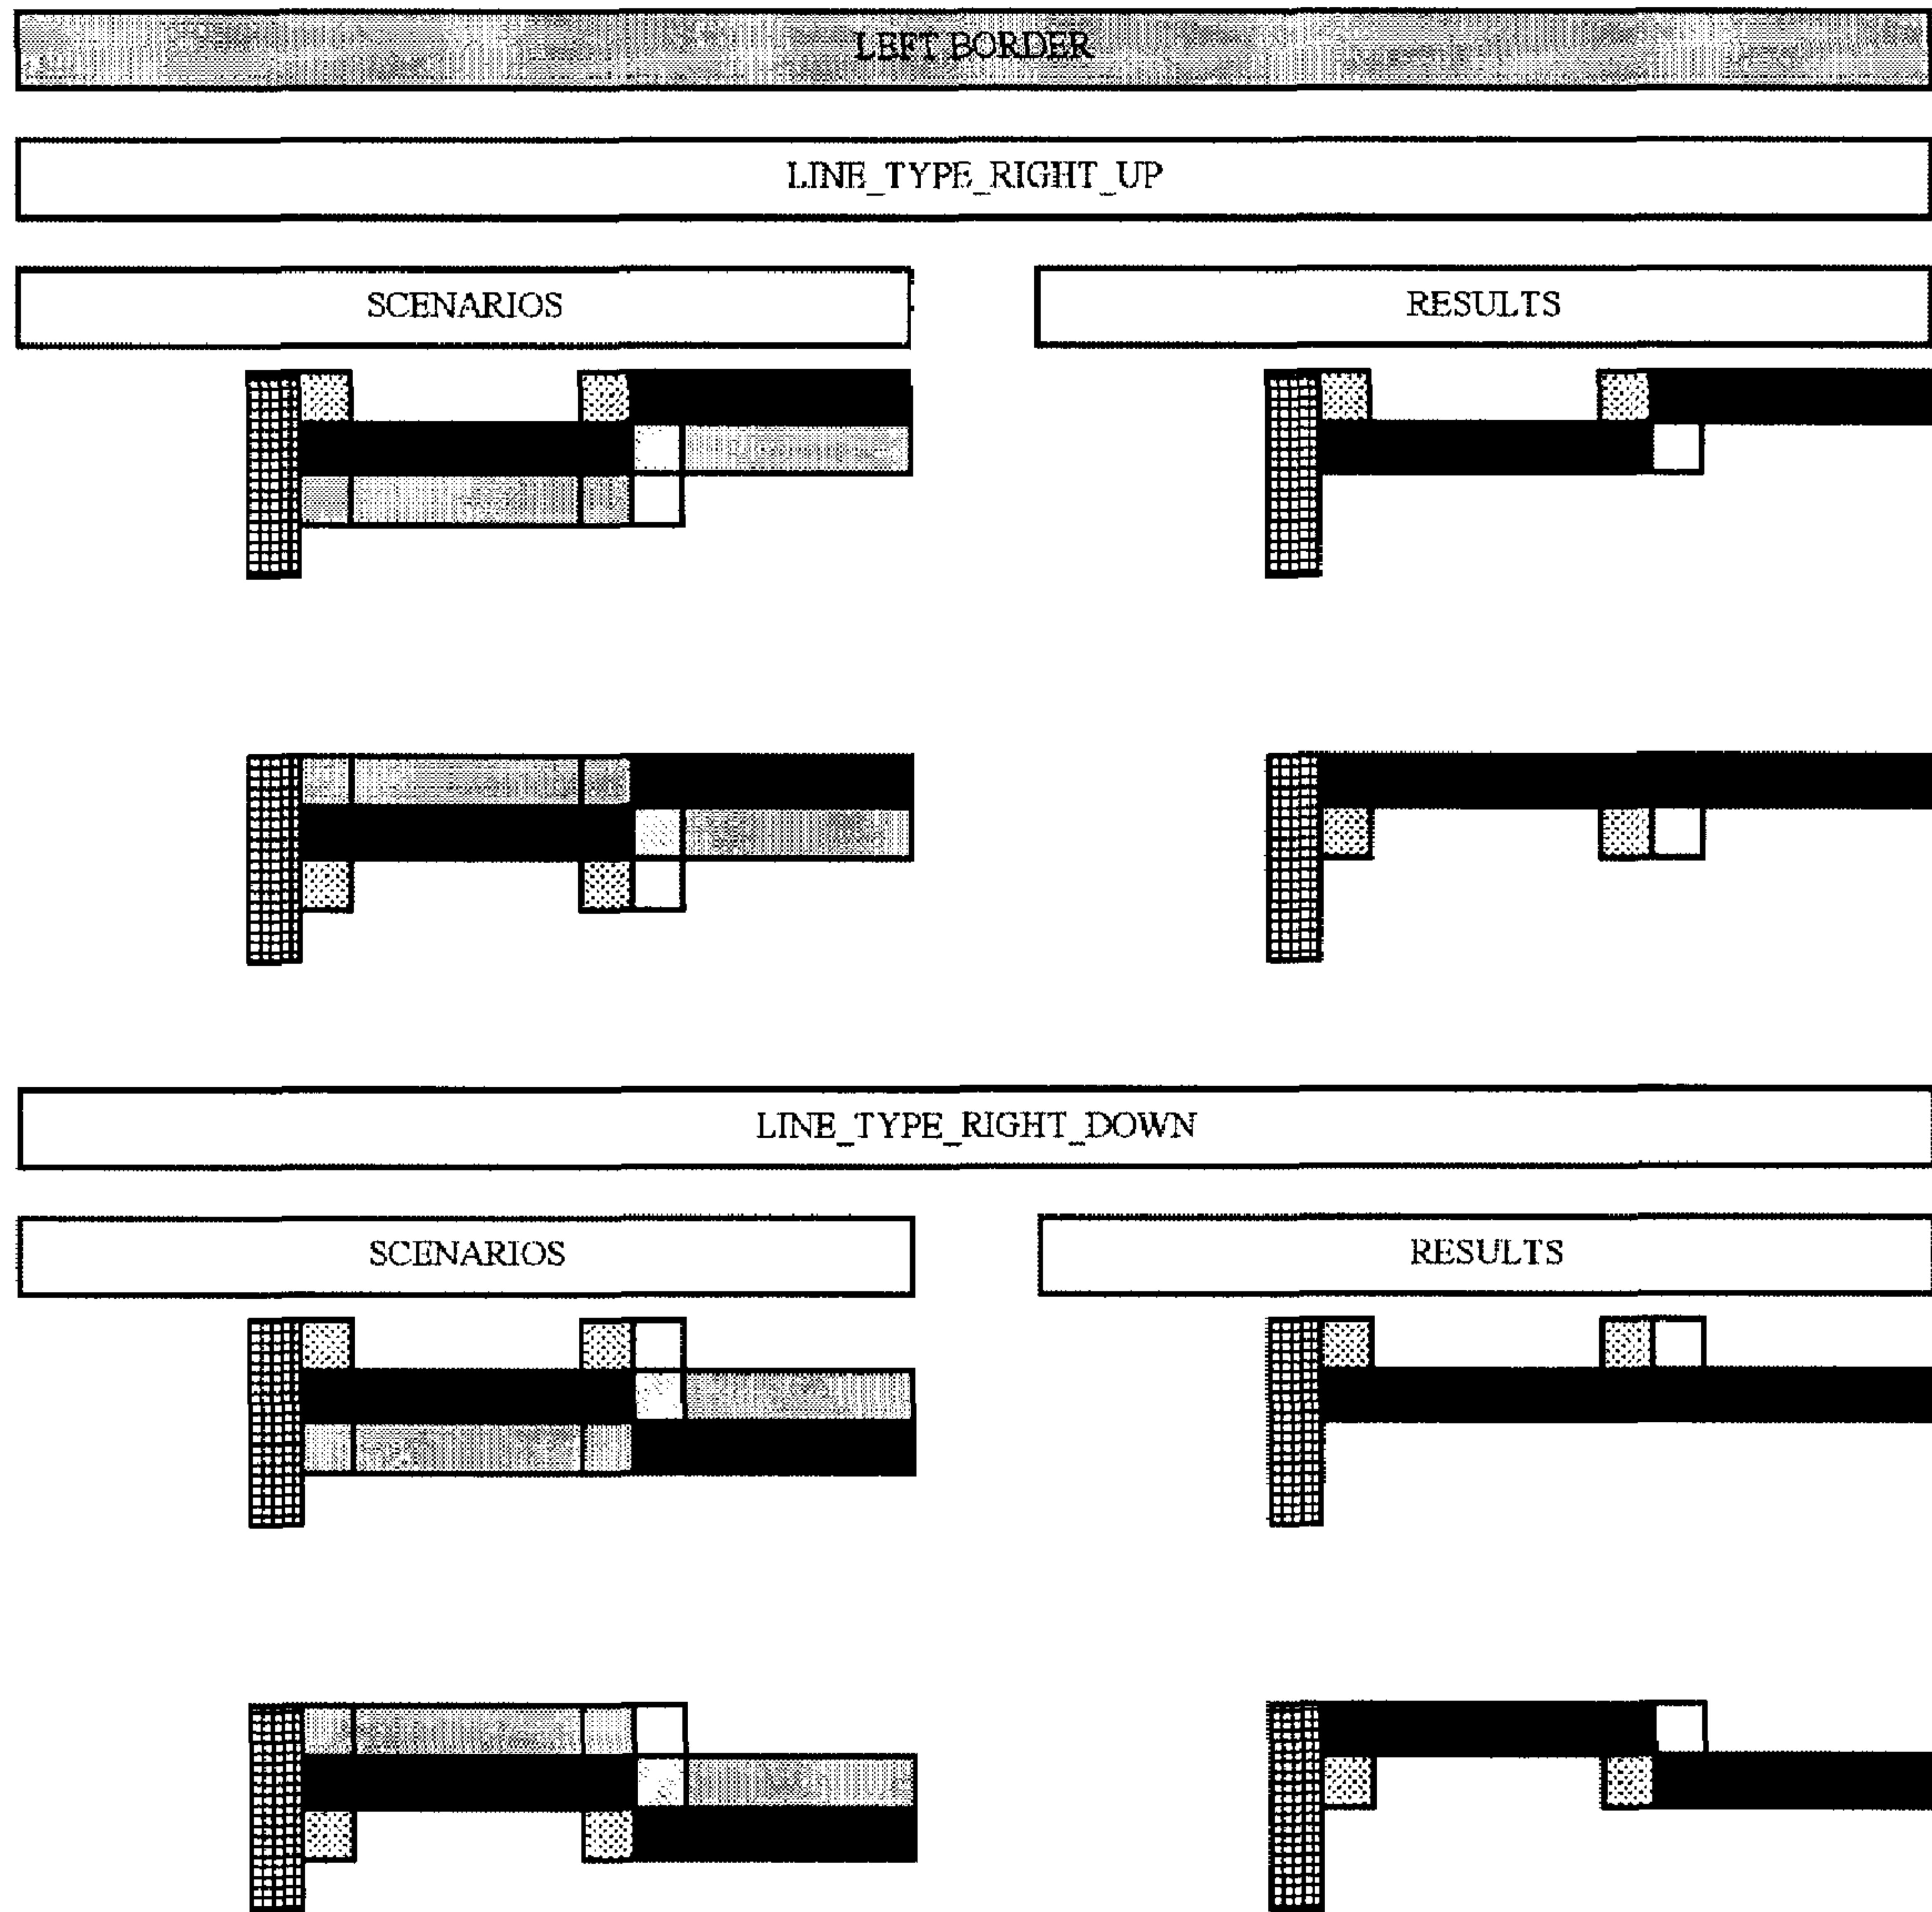 LEFT BORDER
LINE_TYPE_RIGHT_UP
SCENARIOS
RESULTS
LINE_TYPE_RIGHT_DOWN
SCENARIOS
RESULTS